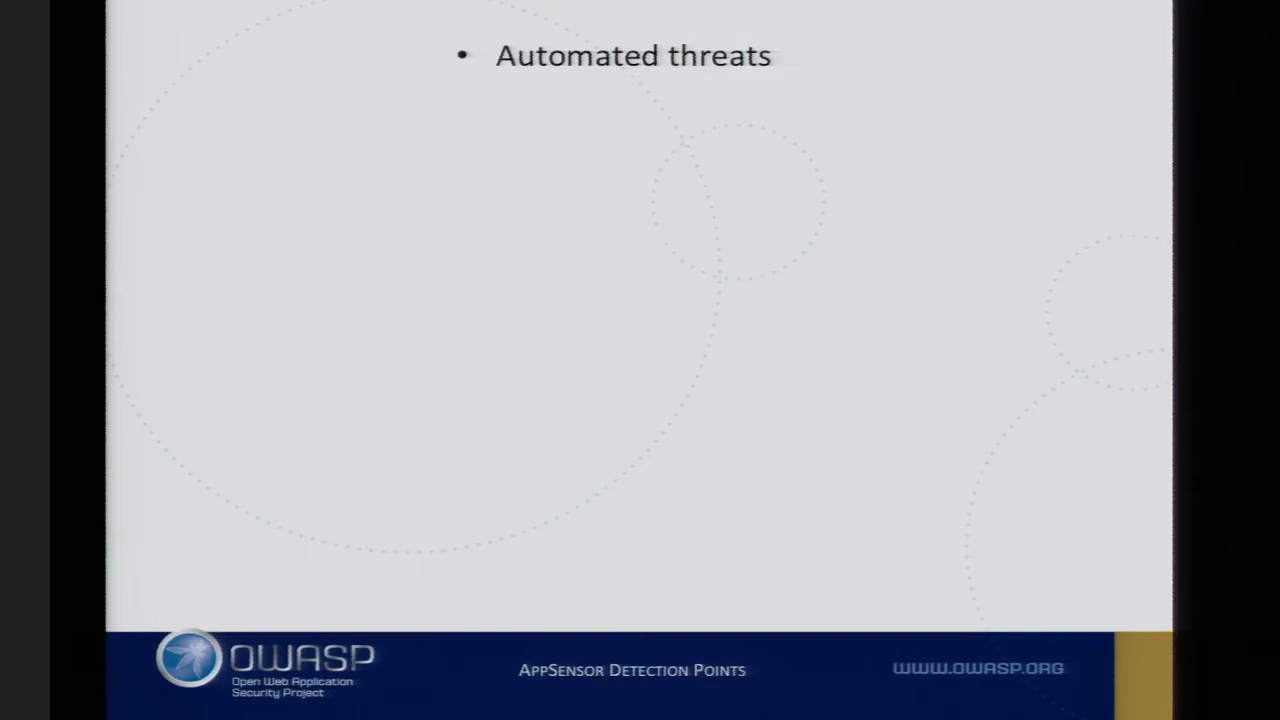 • Automated threats
OWASP
Open Web Application
Security Project
APPSENSOR DETECTION POINTS
WWW.OWASP.ORG